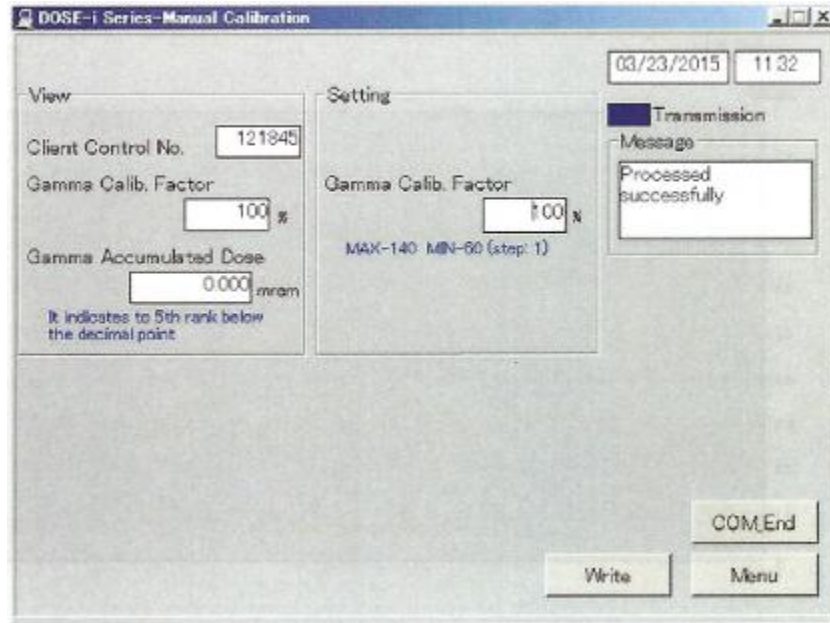 DOSE-i Series-Manual Calibration
03/23/2015 11:32
View
Client Control No. 121845
Gamma Calib. Factor
100 %
Gamma Accumulated Dose
0.000 mrem
It indicates to 5th rank below
the decimal point
Setting
Gamma Calib. Factor
100 %
MAX-140 MIN-60 (step: 1)
Transmission
Message
Processed
successfully
COM_End
Write Menu